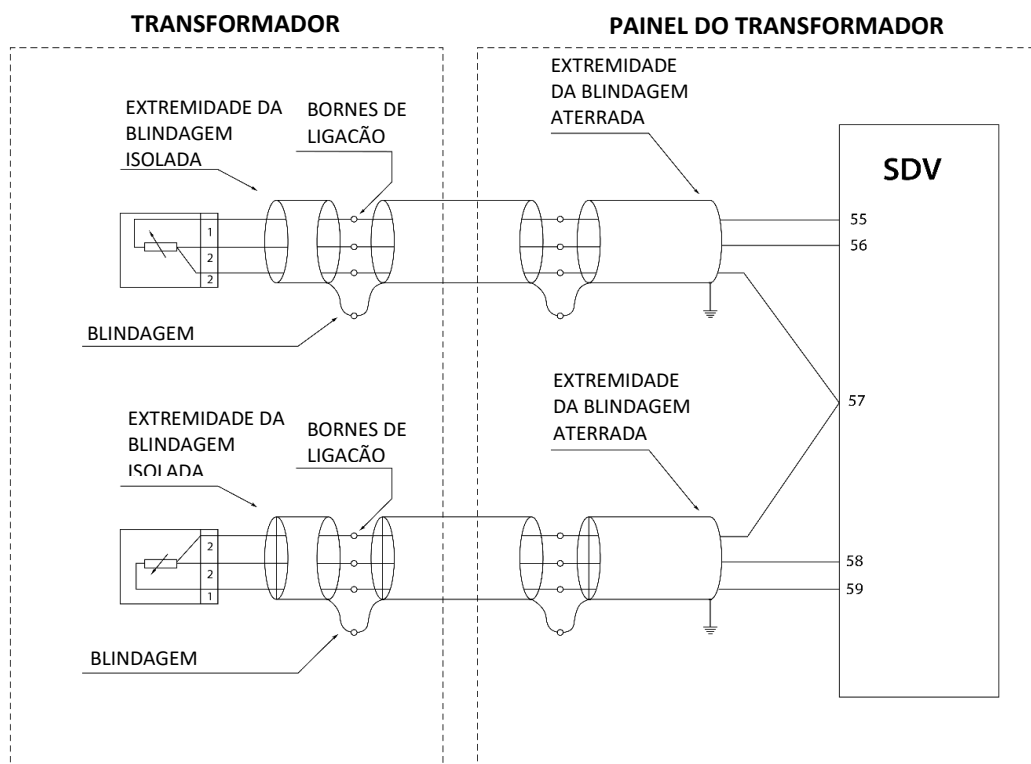 TRANSFORMADOR
PAINEL DO TRANSFORMADOR
EXTREMIDADE DA
BLINDAGEM
ISOLADA
BORNES DE
LIGACÃO
EXTREMIDADE
DA BLINDAGEM
ATERRADA
SDV
1
2
2
55
56
BLINDAGEM
57
EXTREMIDADE DA
BLINDAGEM
ISOLADA
BORNES DE
LIGACÃO
EXTREMIDADE
DA BLINDAGEM
ATERRADA
2
2
1
58
59
BLINDAGEM